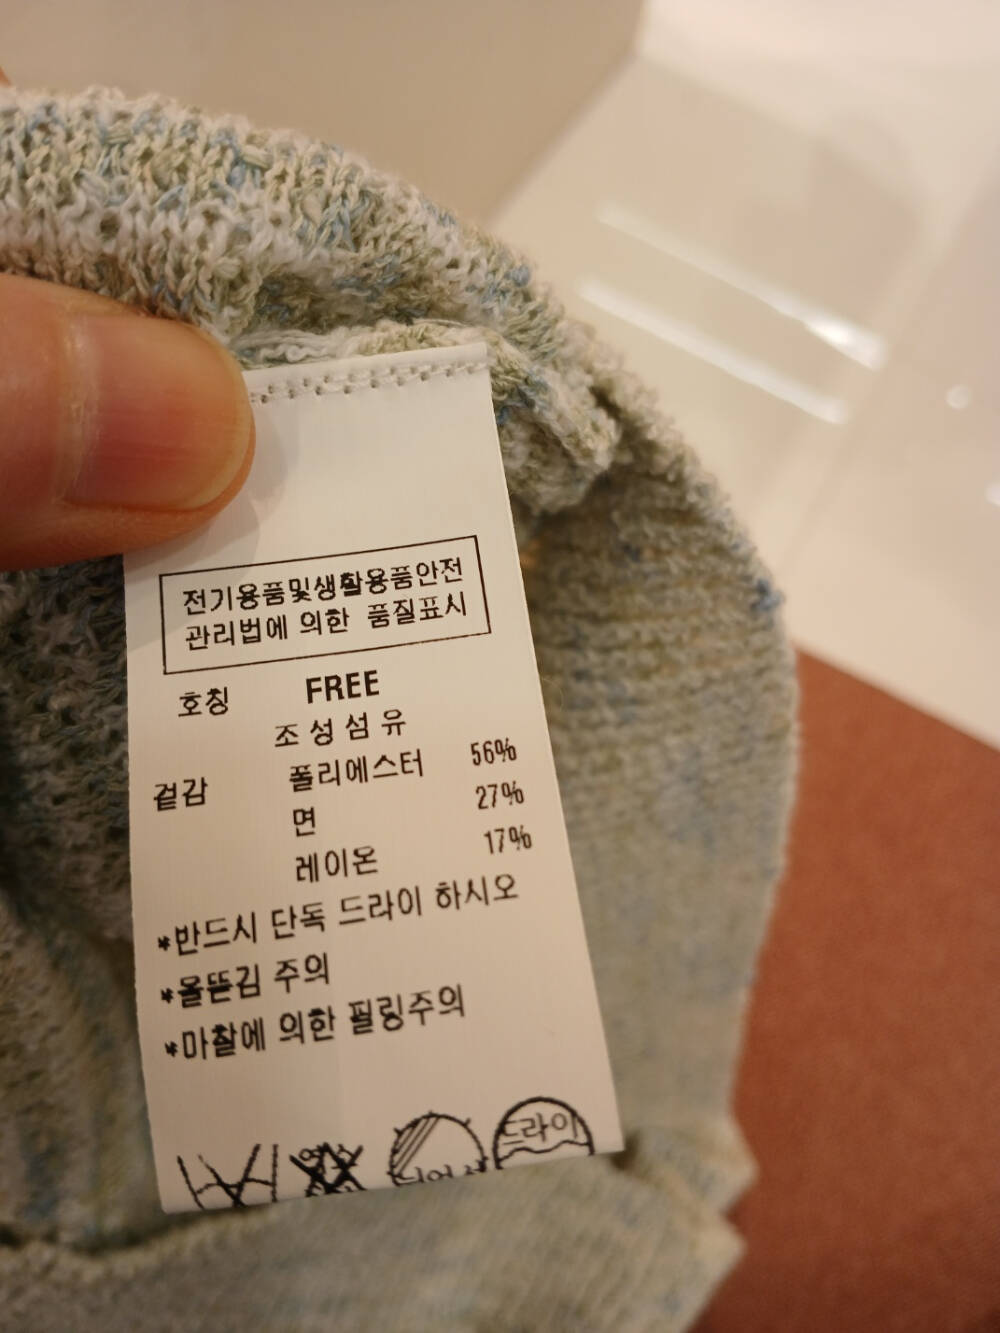 전기용품및생활용품안전
관리법에 의한 품질표시
호칭 FREE
조성섬유
겉감 폴리에스터 56%
면 27%
레이온 17%
*반드시 단독 드라이 하시오
*올뜯김 주의
*마찰에 의한 필링주의
드라이